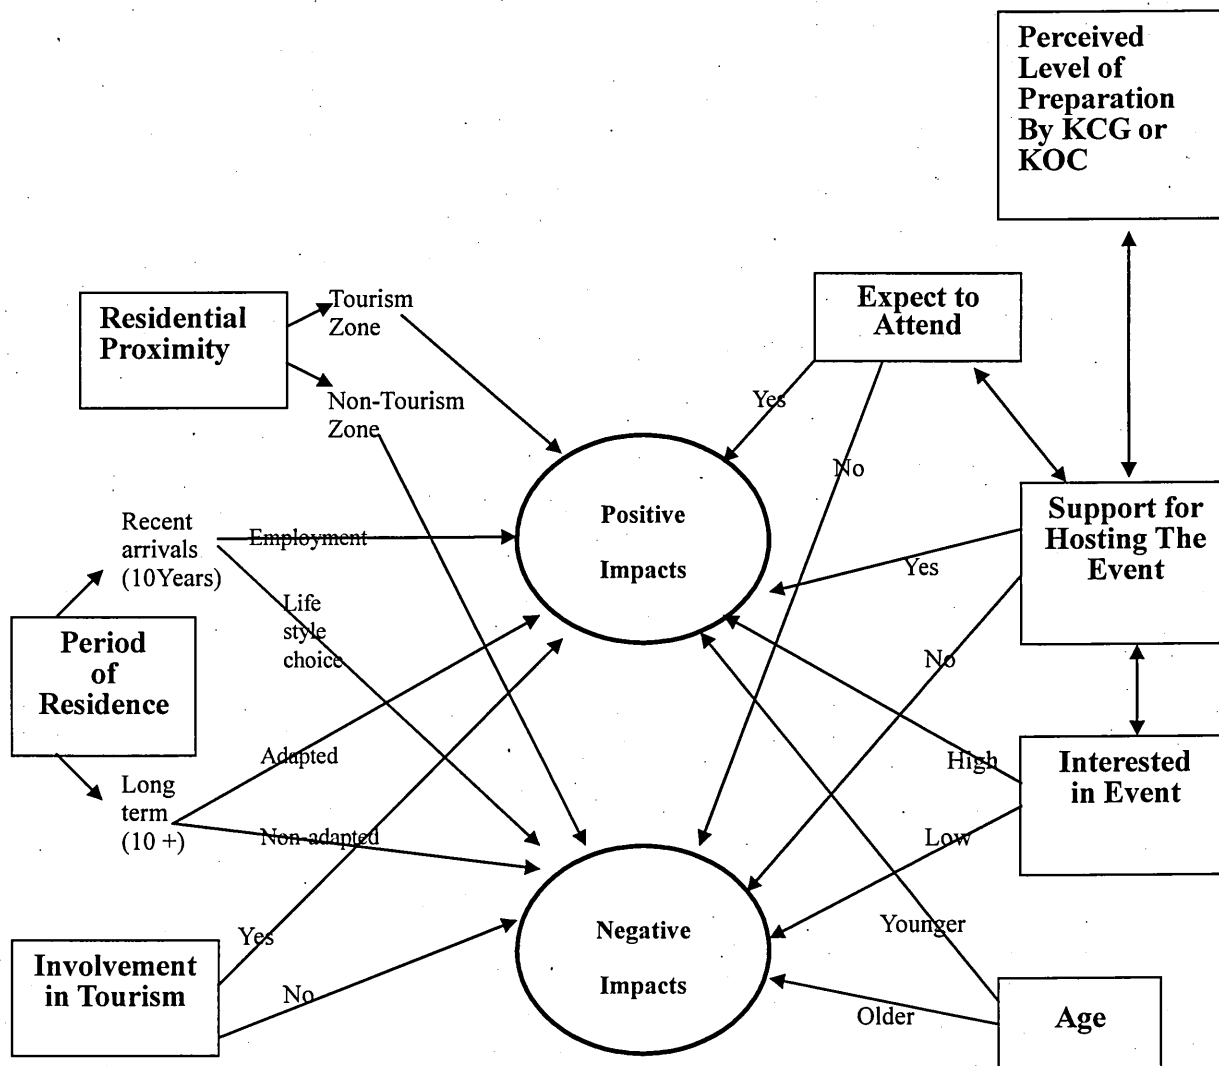 Perceived
Level of
Preparation
By KCG or
KOC
Residential
Proximity
Tourism
Zone
Non-Tourism
Zone
Expect to
Attend
Yes
No
Recent
arrivals
(10Years)
Employment
Life
style
choice
Positive
Impacts
Support for
Hosting The
Event
Yes
No
Period
of
Residence
Long
term
(10 +)
Adapted
Non-adapted
High
Low
Interested
in Event
Involvement
in Tourism
Yes
No
Negative
Impacts
Younger
Older
Age